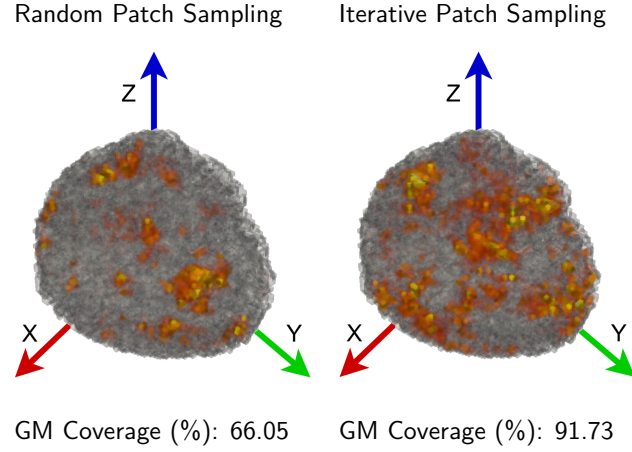 Random Patch Sampling
Iterative Patch Sampling
Z
Z
X
Y
X
Y
GM Coverage (%): 66.05
GM Coverage (%): 91.73